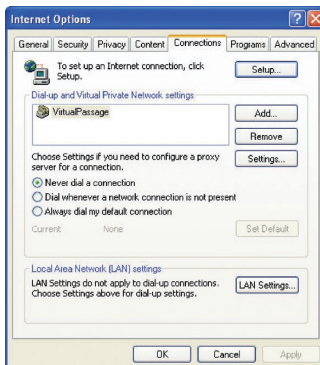 Internet Options
General Security Privacy Content Connections Programs Advanced
To set up an Internet connection, click
Setup.
Setup...
Dial-up and Virtual Private Network settings
VirtualPassage
Add...
Remove
Choose Settings if you need to configure a proxy
server for a connection.
Settings...
Never dial a connection
Dial whenever a network connection is not present
Always dial my default connection
Current None
Set Default
Local Area Network (LAN) settings
LAN Settings do not apply to dial-up connections.
Choose Settings above for dial-up settings.
LAN Settings...
OK Cancel Apply